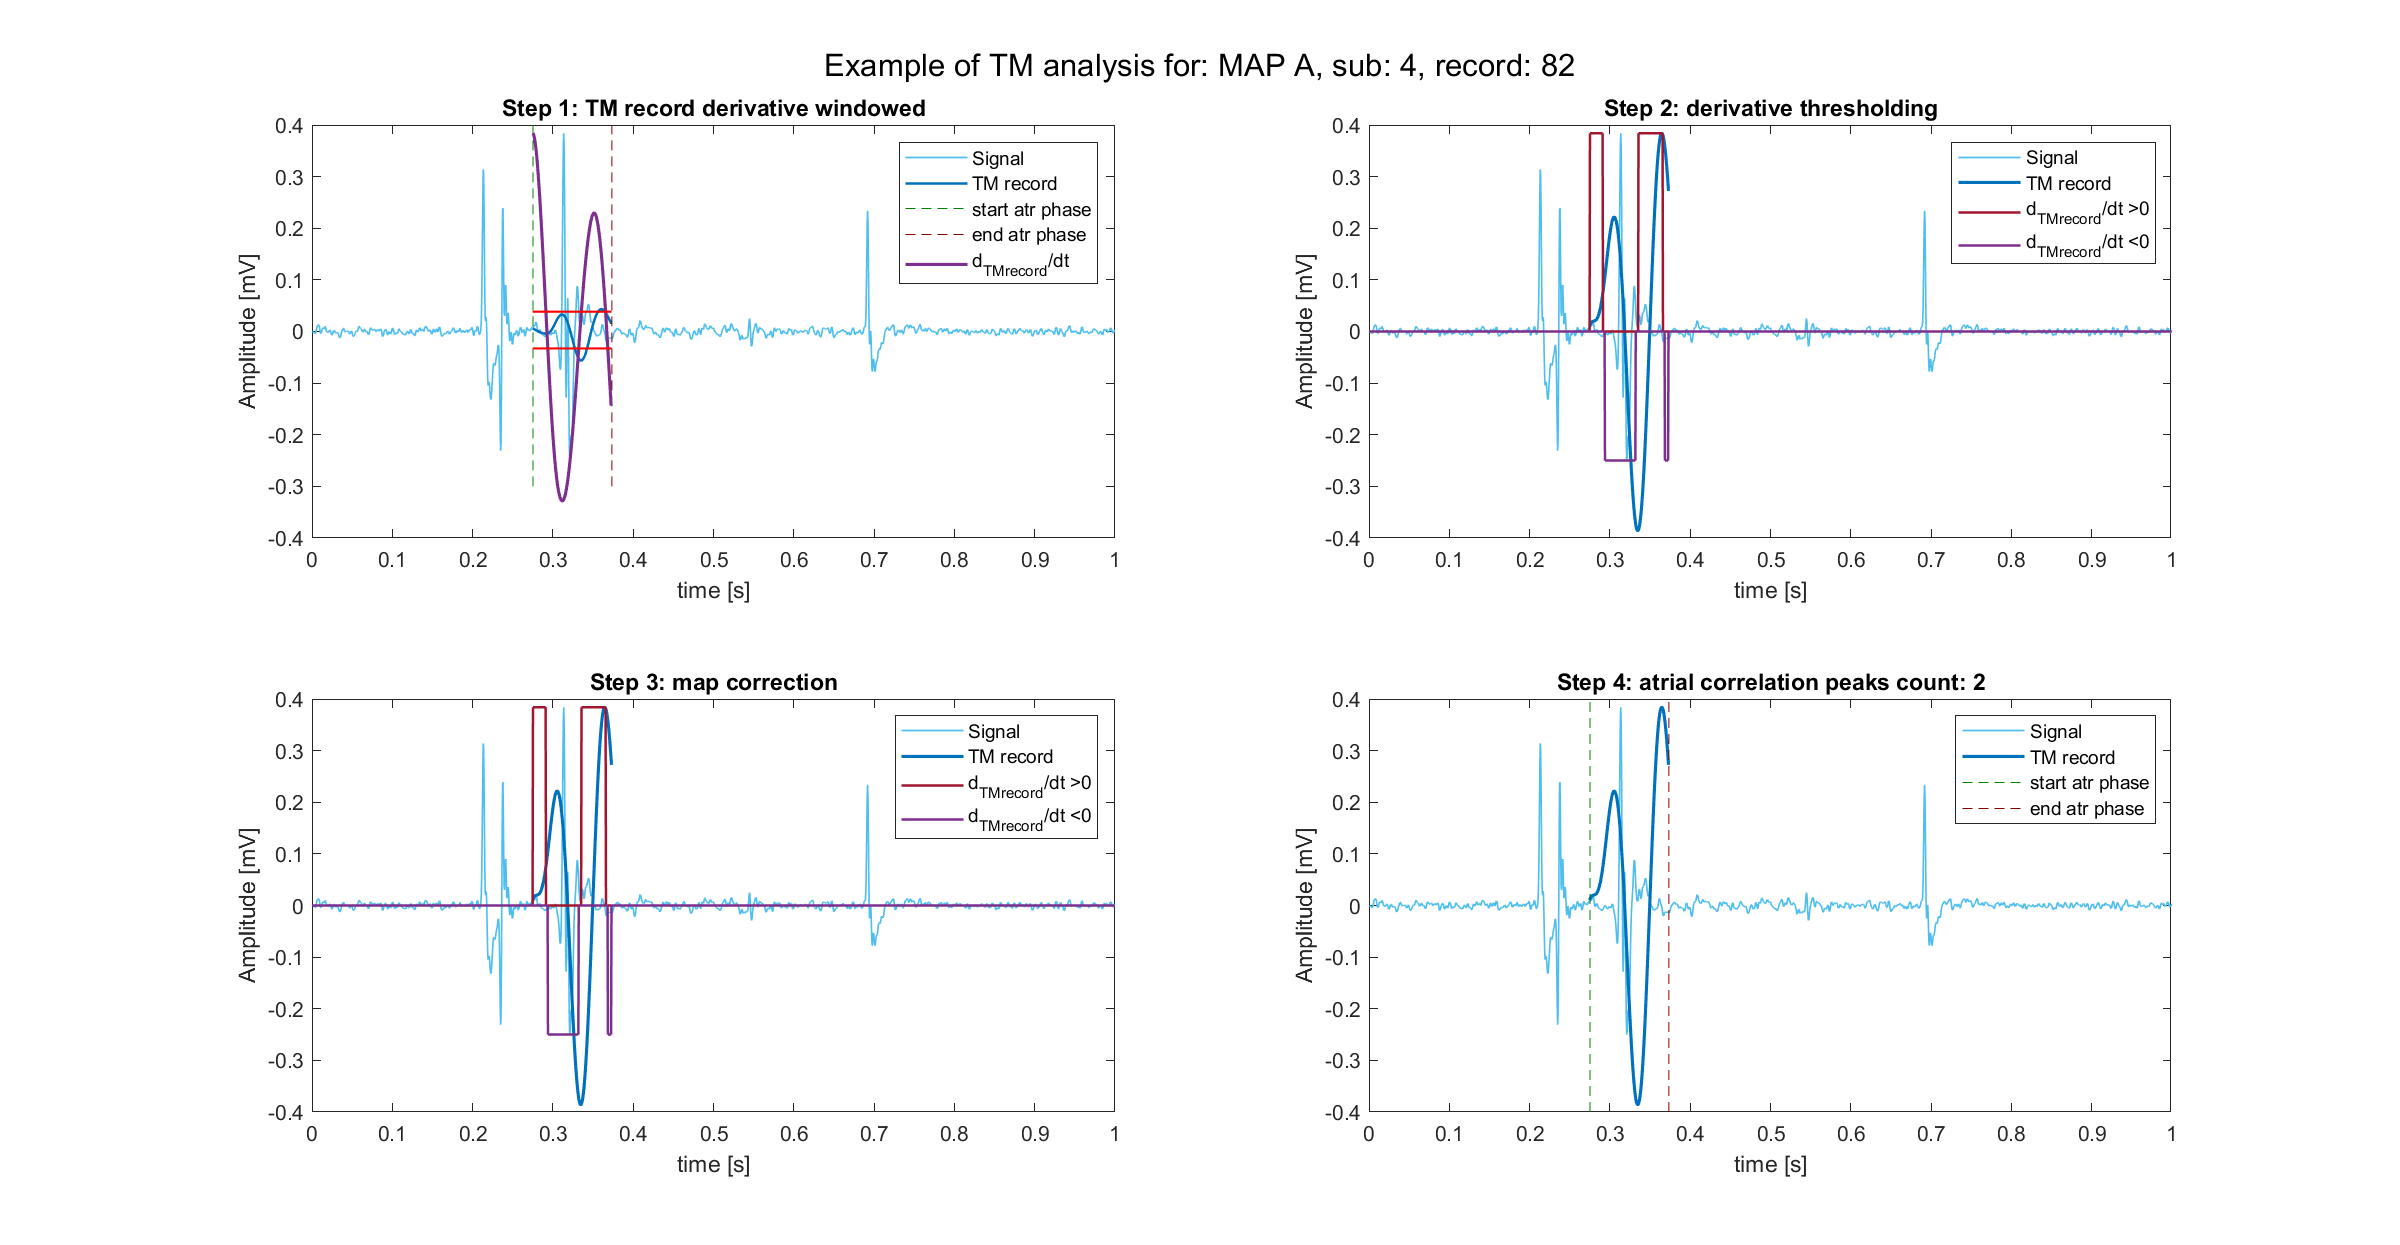 Example of TM analysis for: MAP A, sub: 4, record: 82
Step 1: TM record derivative windowed
0.4
0.3
0.2
0.1
0
-0.1
-0.2
-0.3
-0.4
Amplitude [mV]
0 0.1 0.2 0.3 0.4 0.5 0.6 0.7 0.8 0.9 1
time [s]
Signal
TM record
start atr phase
end atr phase
d_TMrecord/dt
Step 2: derivative thresholding
0.4
0.3
0.2
0.1
0
-0.1
-0.2
-0.3
-0.4
Amplitude [mV]
0 0.1 0.2 0.3 0.4 0.5 0.6 0.7 0.8 0.9 1
time [s]
Signal
TM record
d_TMrecord/dt >0
d_TMrecord/dt <0
Step 3: map correction
0.4
0.3
0.2
0.1
0
-0.1
-0.2
-0.3
-0.4
Amplitude [mV]
0 0.1 0.2 0.3 0.4 0.5 0.6 0.7 0.8 0.9 1
time [s]
Signal
TM record
d_TMrecord/dt >0
d_TMrecord/dt <0
Step 4: atrial correlation peaks count: 2
0.4
0.3
0.2
0.1
0
-0.1
-0.2
-0.3
-0.4
Amplitude [mV]
0 0.1 0.2 0.3 0.4 0.5 0.6 0.7 0.8 0.9 1
time [s]
Signal
TM record
start atr phase
end atr phase